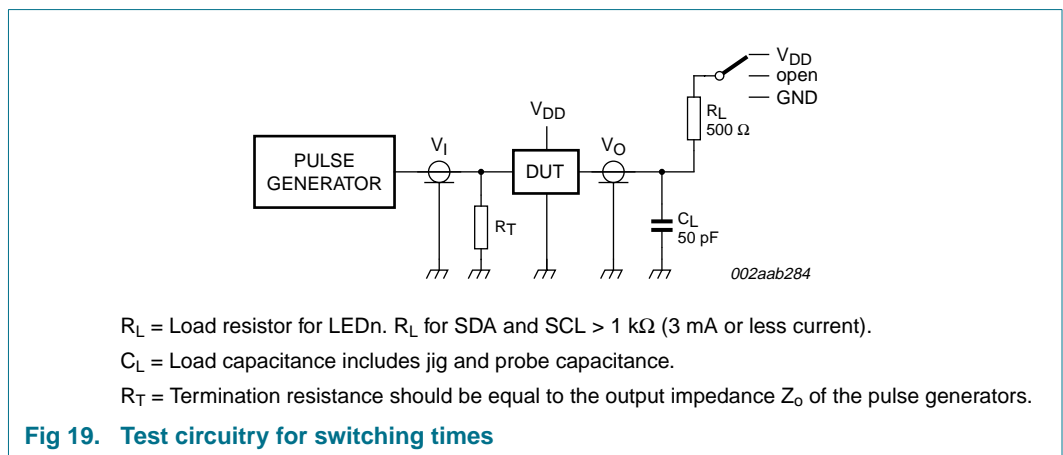 VDD
open
GND
RL
500 Ω
VDD
VI
VO
PULSE
GENERATOR
DUT
RT
CL
50 pF
002aab284
RL = Load resistor for LEDn. RL for SDA and SCL > 1 kΩ (3 mA or less current).
CL = Load capacitance includes jig and probe capacitance.
RT = Termination resistance should be equal to the output impedance Zo of the pulse generators.
Fig 19. Test circuitry for switching times